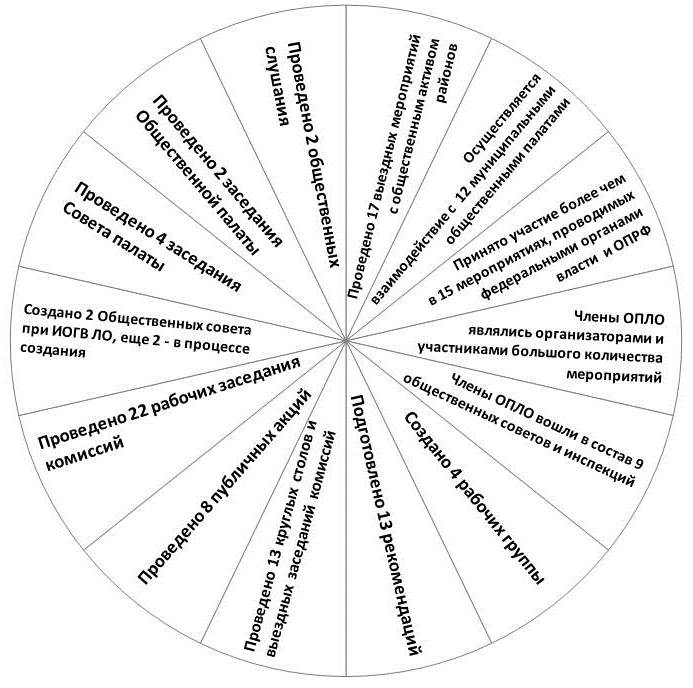 Проведено 17 выездных мероприятий
с общественным активом
районов
Осуществляется
взаимодействие с 12 муниципальными
общественными палатами
Принято участие более чем
в 15 мероприятиях, проводимых
федеральными органами
власти и ОПРФ
Члены ОПЛО
являлись организаторами и
участниками большого количества
мероприятий
Члены ОПЛО вошли в состав 9
общественных советов и инспекций
Создано 4 рабочих группы
Подготовлено 13 рекомендаций
Проведено 13 круглых столов и
выездных заседаний комиссий
Проведено 8 публичных акций
Проведено 22 рабочих заседания
комиссий
Создано 2 Общественных совета
при ИОГВ ЛО, еще 2 - в процессе
создания
Проведено 4 заседания
Совета палаты
Проведено 2 заседания
Общественной палаты
Проведено 2 общественных
слушания